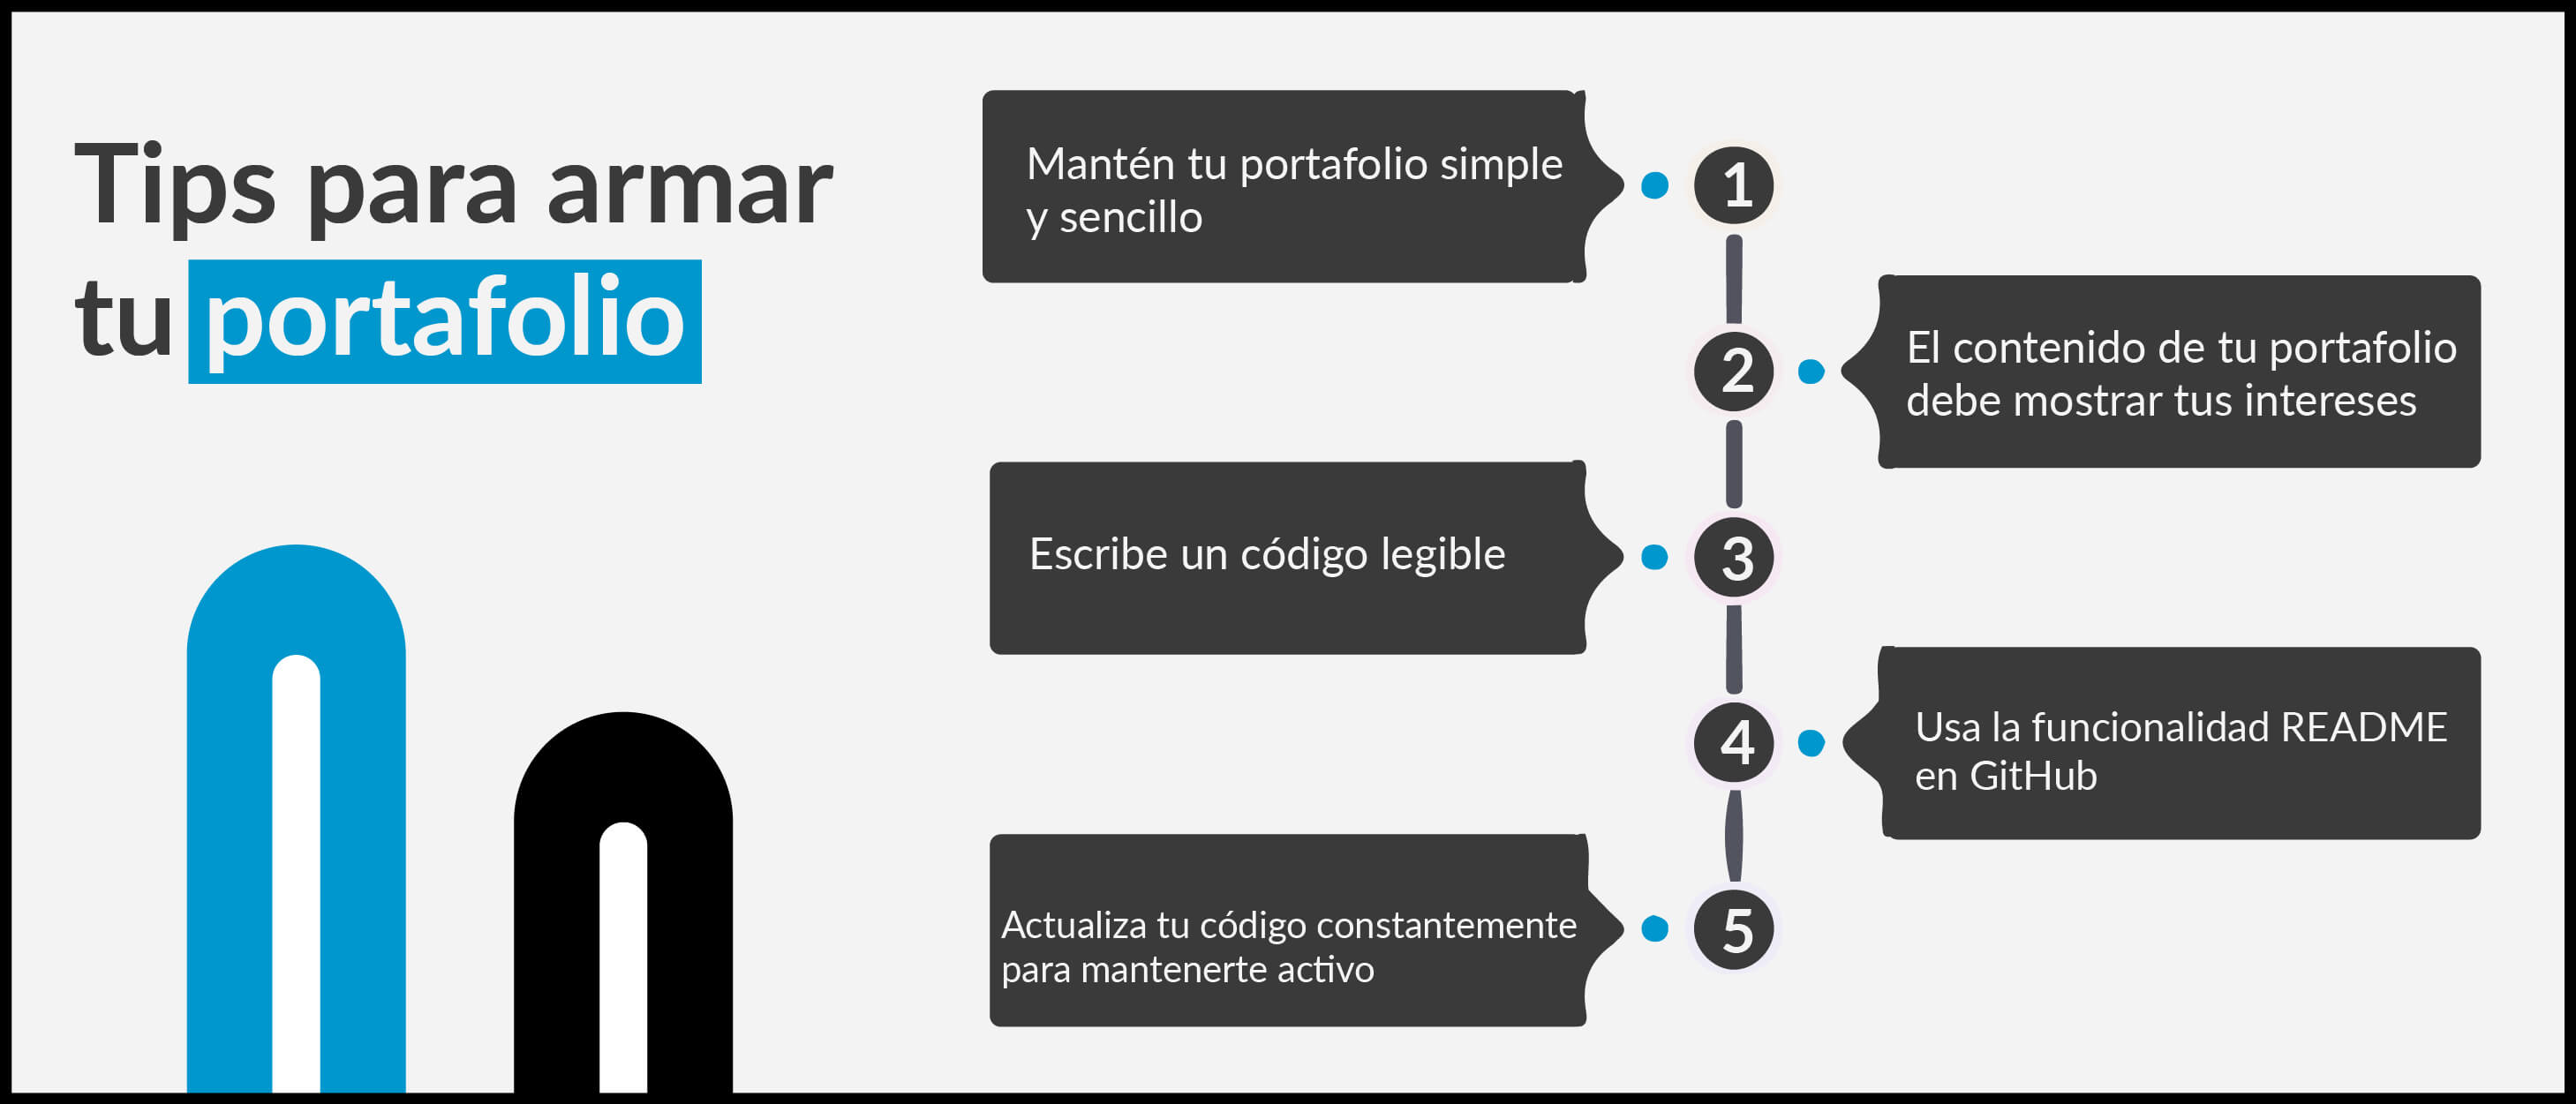 Tips para armar
tu portafolio
Mantén tu portafolio simple
y sencillo
1
2
El contenido de tu portafolio
debe mostrar tus intereses
Escribe un código legible
3
4
Usa la funcionalidad README
en GitHub
Actualiza tu código constantemente
para mantenerte activo
5